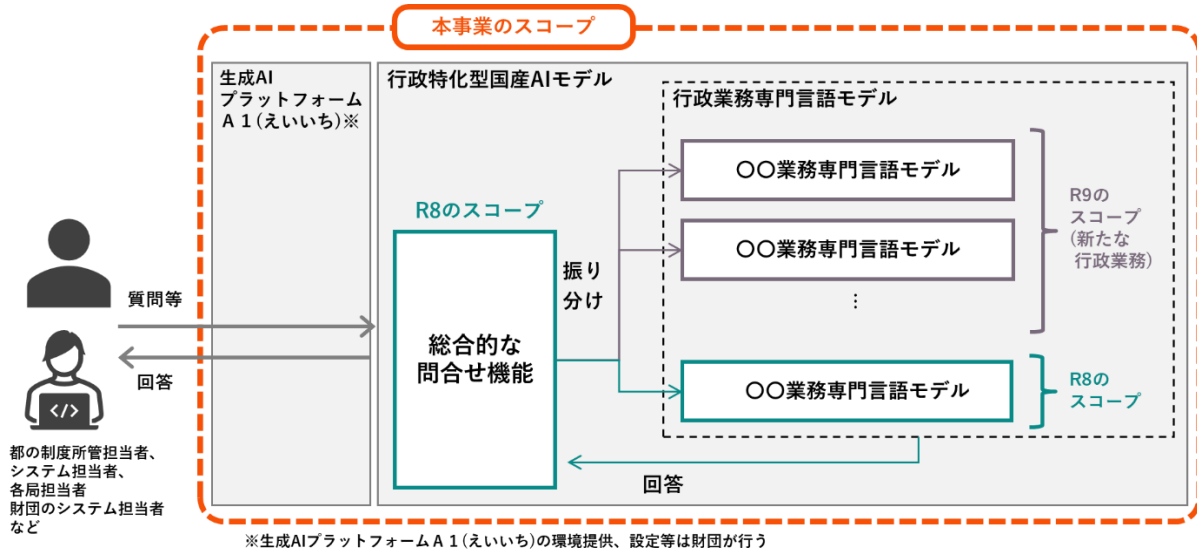 本事業のスコープ
生成AI
プラットフォーム
A1(えいいち)※
行政特化型国産AIモデル
行政業務専門言語モデル
〇〇業務専門言語モデル
R9の
スコープ
(新たな
行政業務)
R8のスコープ
〇〇業務専門言語モデル
振り
分け
⋮
質問等
総合的な
問合せ機能
回答
〇〇業務専門言語モデル
R8の
スコープ
</>
回答
都の制度所管担当者、
システム担当者、
各局担当者
財団のシステム担当者
など
※生成AIプラットフォームA1(えいいち)の環境提供、設定等は財団が行う